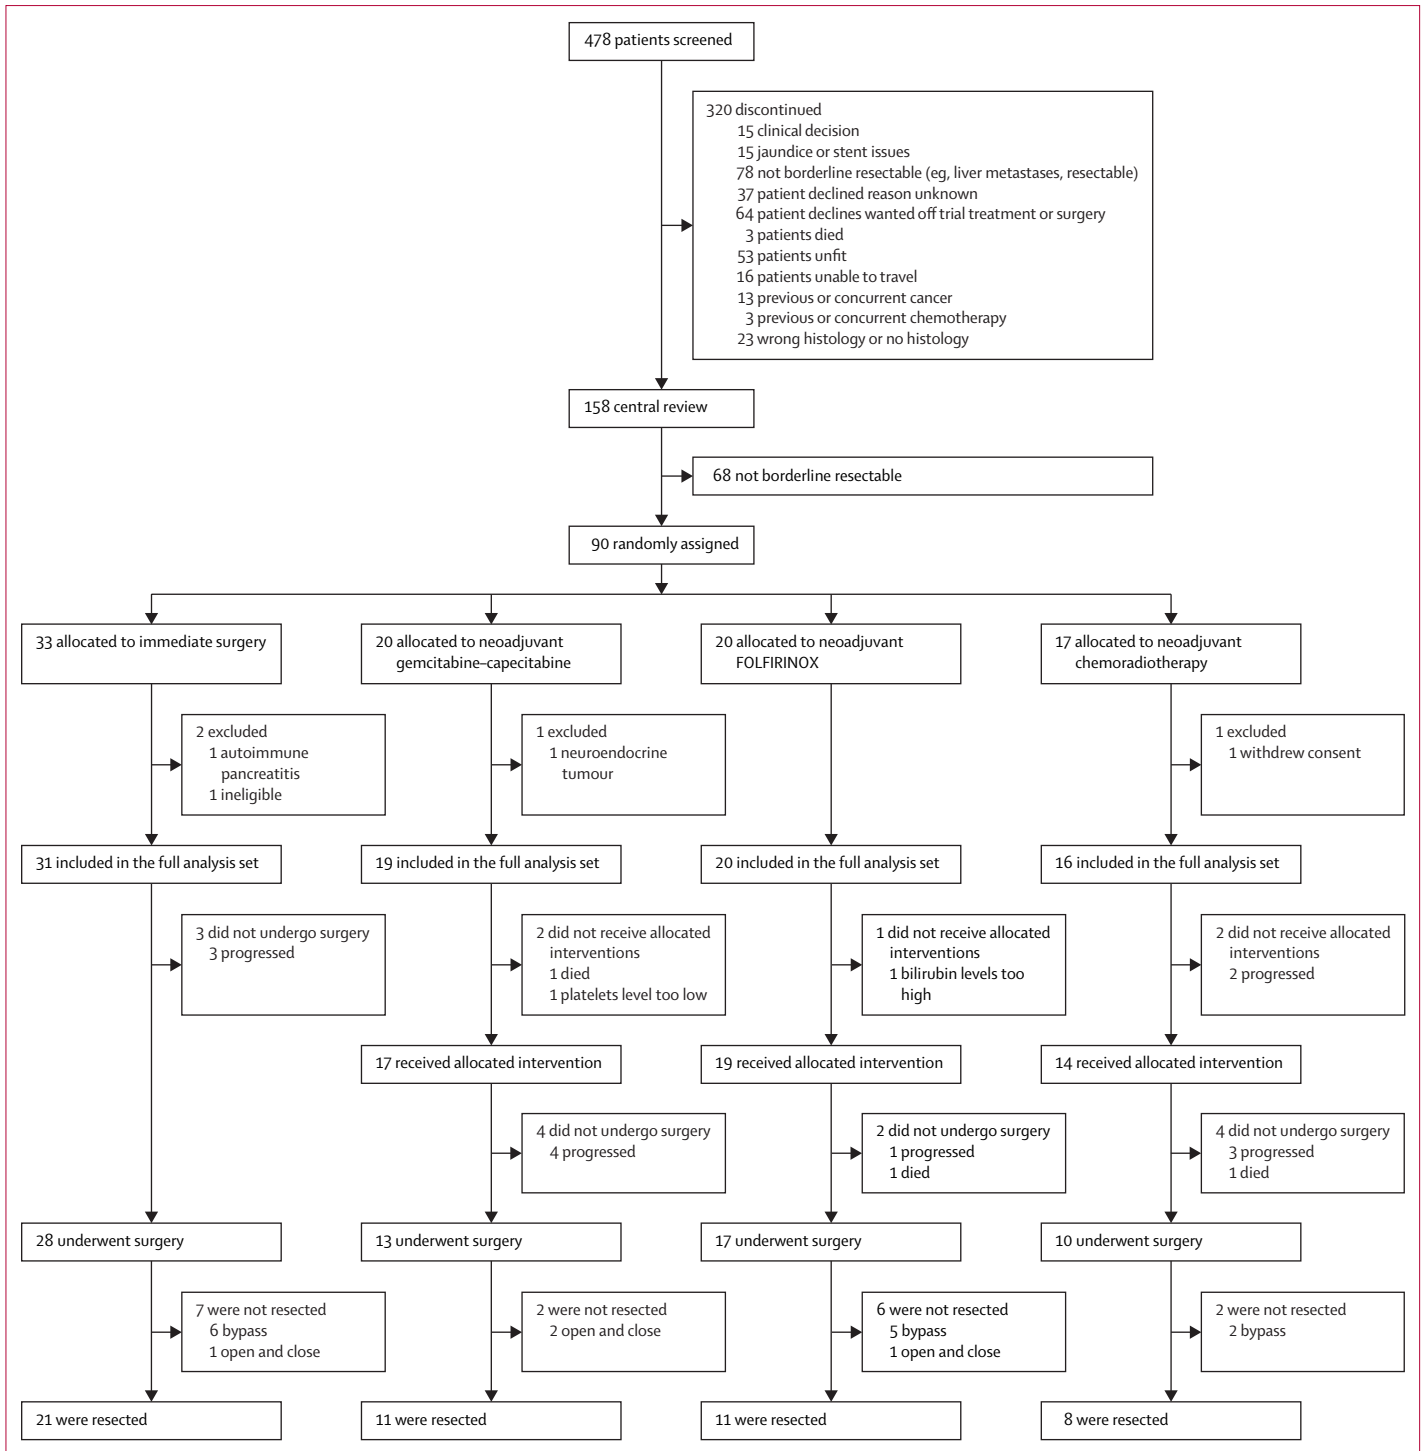 478 patients screened
320 discontinued
15 clinical decision
15 jaundice or stent issues
78 not borderline resectable (eg, liver metastases, resectable)
37 patient declined reason unknown
64 patient declines wanted off trial treatment or surgery
3 patients died
53 patients unfit
16 patients unable to travel
13 previous or concurrent cancer
3 previous or concurrent chemotherapy
23 wrong histology or no histology
158 central review
68 not borderline resectable
90 randomly assigned
33 allocated to immediate surgery
20 allocated to neoadjuvant
gemcitabine–capecitabine
20 allocated to neoadjuvant
FOLFIRINOX
17 allocated to neoadjuvant
chemoradiotherapy
2 excluded
1 autoimmune
pancreatitis
1 ineligible
1 excluded
1 neuroendocrine
tumour
1 excluded
1 withdrew consent
31 included in the full analysis set
19 included in the full analysis set
20 included in the full analysis set
16 included in the full analysis set
3 did not undergo surgery
3 progressed
2 did not receive allocated
interventions
1 died
1 platelets level too low
1 did not receive allocated
interventions
1 bilirubin levels too
high
2 did not receive allocated
interventions
2 progressed
17 received allocated intervention
19 received allocated intervention
14 received allocated intervention
4 did not undergo surgery
4 progressed
2 did not undergo surgery
1 progressed
1 died
4 did not undergo surgery
3 progressed
1 died
28 underwent surgery
13 underwent surgery
17 underwent surgery
10 underwent surgery
7 were not resected
6 bypass
1 open and close
2 were not resected
2 open and close
6 were not resected
5 bypass
1 open and close
2 were not resected
2 bypass
21 were resected
11 were resected
11 were resected
8 were resected